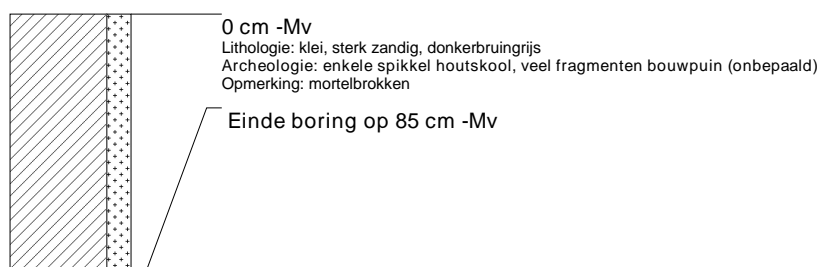 0 cm -Mv
Lithologie: klei, sterk zandig, donkerbruingrijs
Archeologie: enkele spikkel houtskool, veel fragmenten bouwpuin (onbepaald)
Opmerking: mortelbrokken
Einde boring op 85 cm -Mv